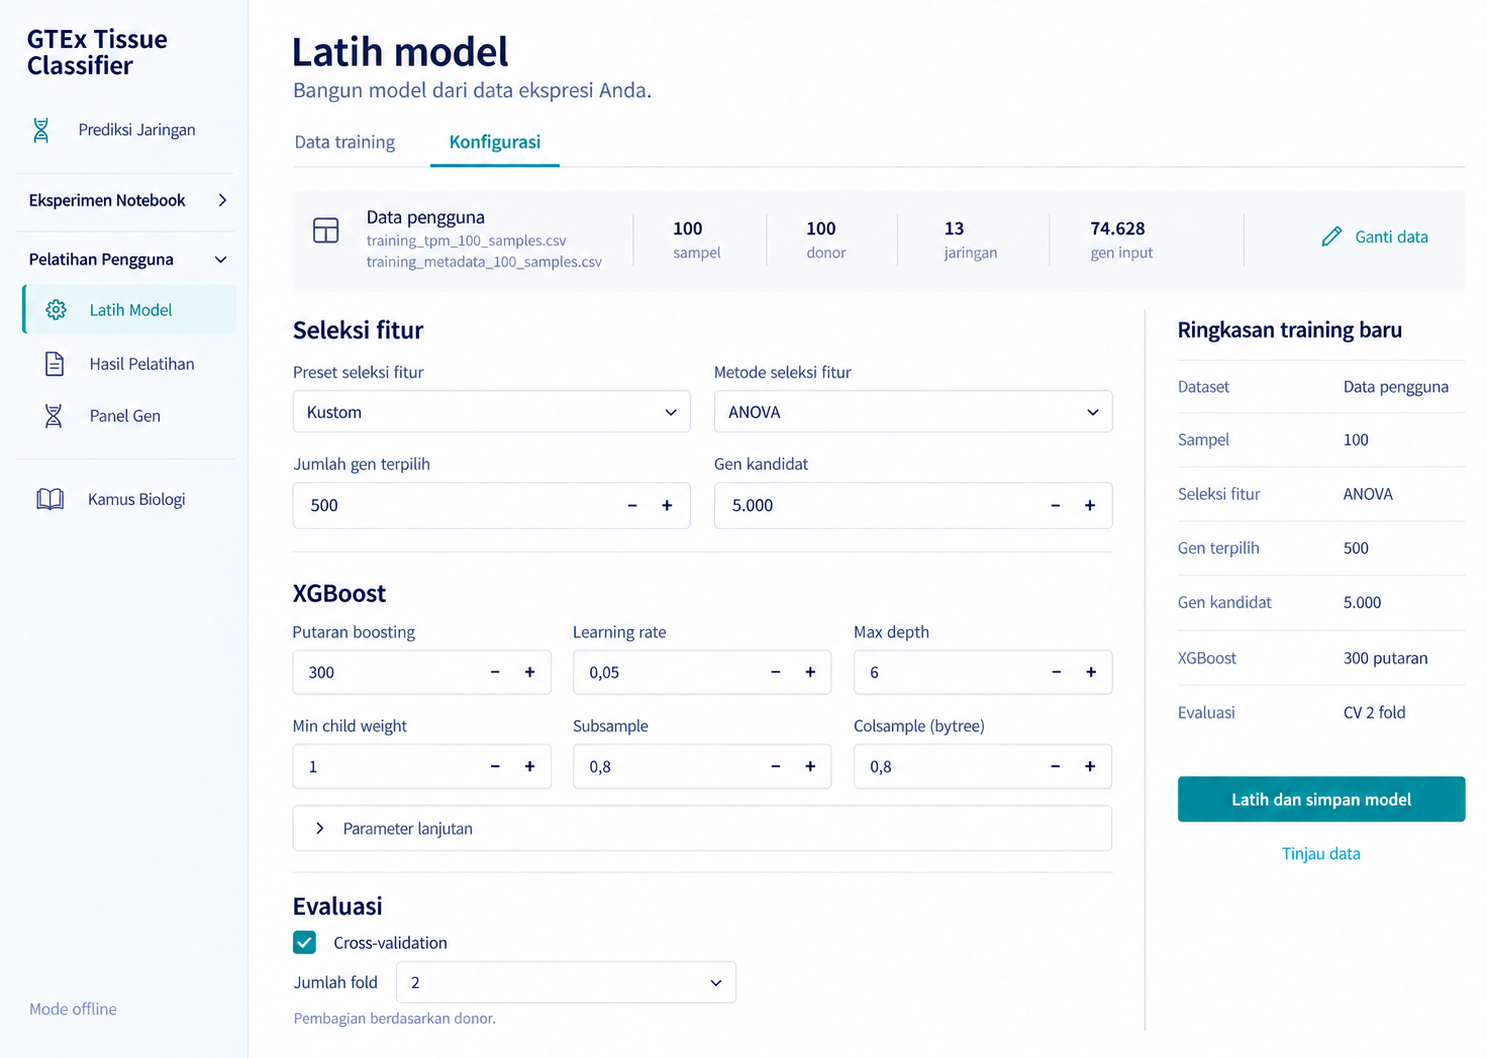 GTEx Tissue
Classifier
Prediksi Jaringan
Eksperimen Notebook
Pelatihan Pengguna
Latih Model
Hasil Pelatihan
Panel Gen
Kamus Biologi
Mode offline
Latih model
Bangun model dari data ekspresi Anda.
Data training
Konfigurasi
Data pengguna
training_tpm_100_samples.csv
training_metadata_100_samples.csv
100
sampel
100
donor
13
jaringan
74.628
gen input
Ganti data
Seleksi fitur
Preset seleksi fitur
Kustom
Metode seleksi fitur
ANOVA
Jumlah gen terpilih
500 − +
Gen kandidat
5.000 − +
XGBoost
Putaran boosting
300 − +
Learning rate
0,05 − +
Max depth
6 − +
Min child weight
1 − +
Subsample
0,8 − +
Colsample (bytree)
0,8 − +
Parameter lanjutan
Evaluasi
Cross-validation
Jumlah fold 2
Pembagian berdasarkan donor.
Ringkasan training baru
Dataset Data pengguna
Sampel 100
Seleksi fitur ANOVA
Gen terpilih 500
Gen kandidat 5.000
XGBoost 300 putaran
Evaluasi CV 2 fold
Latih dan simpan model
Tinjau data